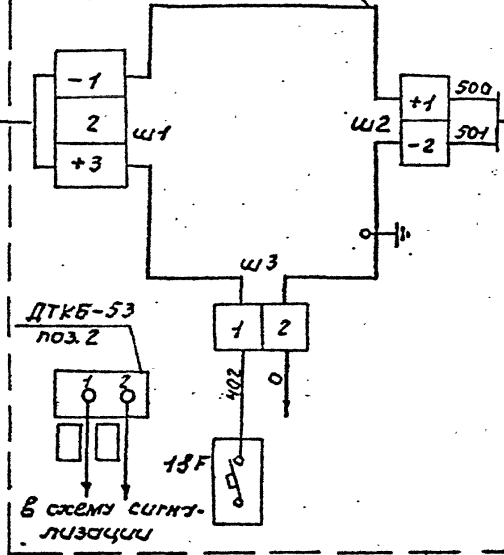 -1
2
+3
ш1
ш2
+1
-2
500
501
ш3
1 2
402
0
ДТКБ-53
поз. 2
1 2
1SF
в схему сигна-
лизации